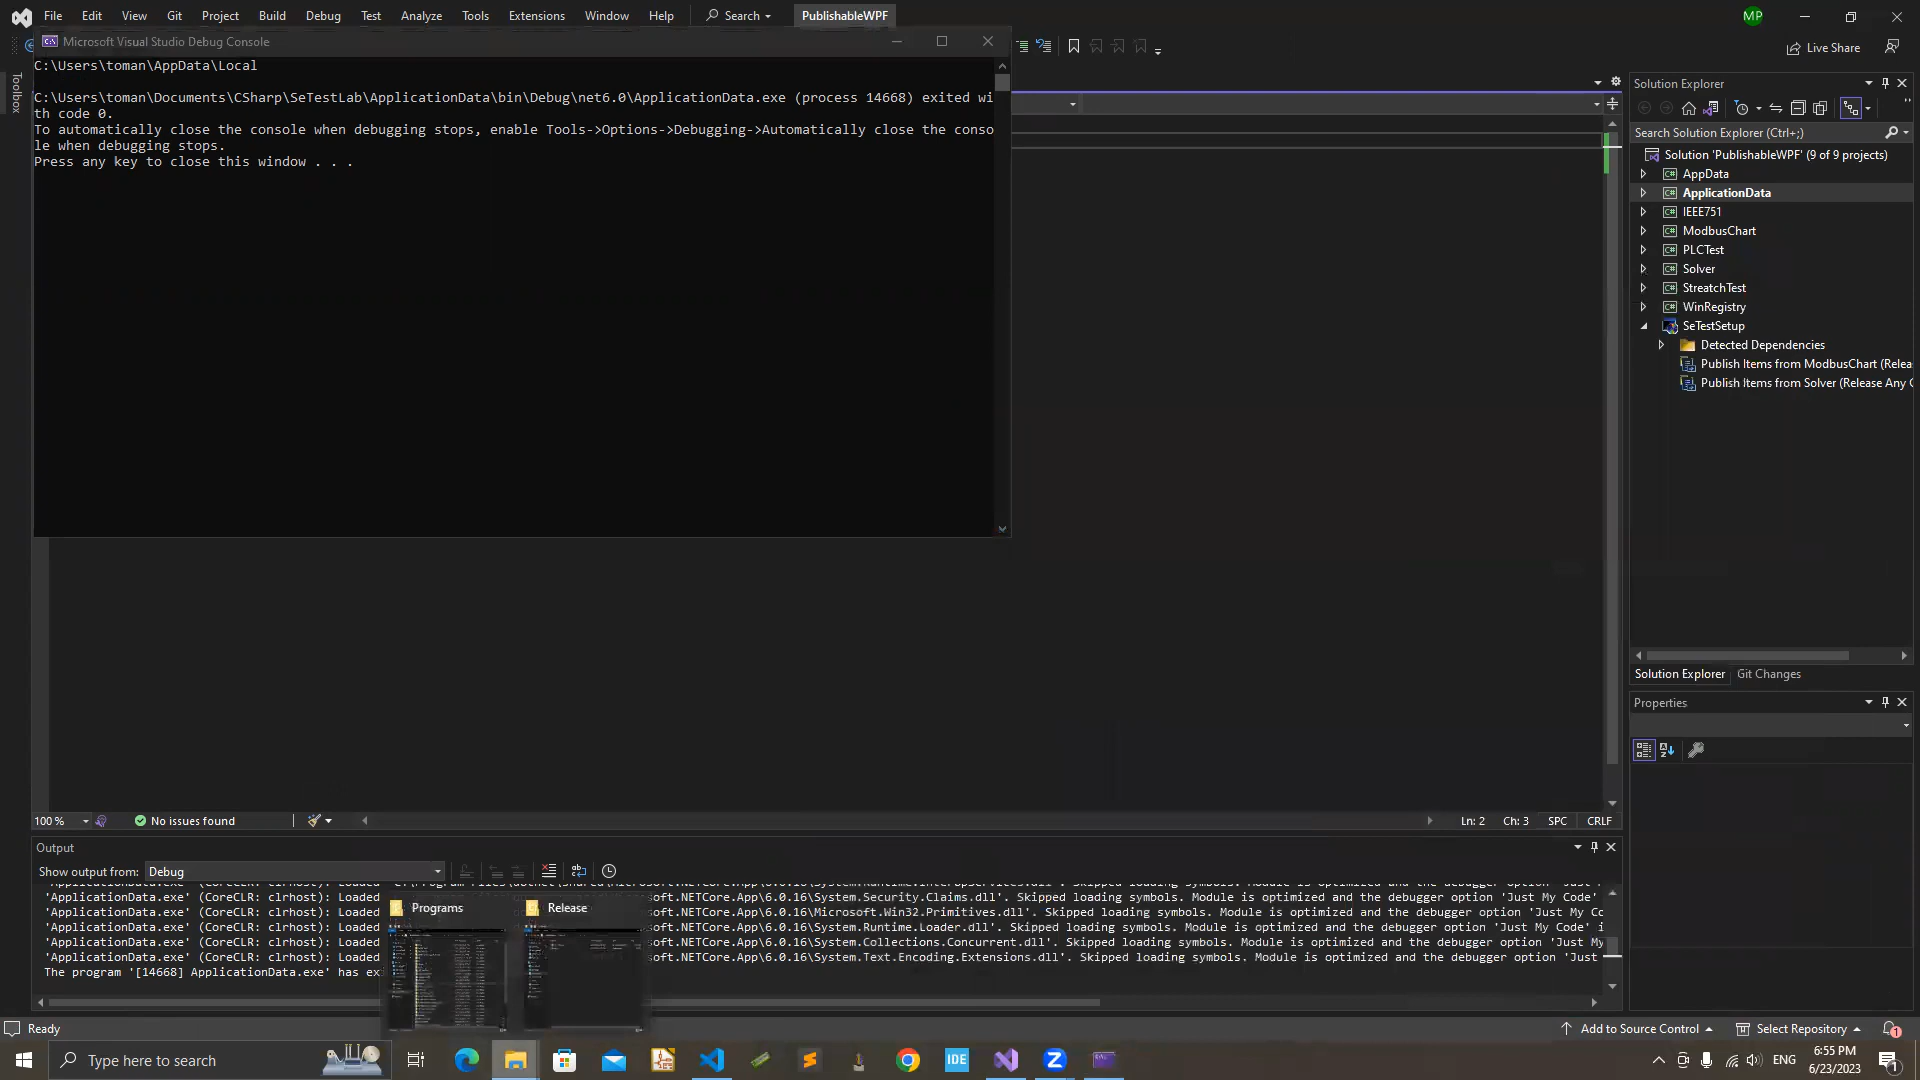 File Edit View Git Project Build Debug Test Analyze Tools Extensions Window Help Search PublishableWPF MP
Live Share
Toolbox
Microsoft Visual Studio Debug Console
C:\Users\toman\AppData\Local
C:\Users\toman\Documents\CSharp\SeTestLab\ApplicationData\bin\Debug\net6.0\ApplicationData.exe (process 14668) exited wi
th code 0.
To automatically close the console when debugging stops, enable Tools->Options->Debugging->Automatically close the conso
le when debugging stops.
Press any key to close this window . . .
Solution Explorer
Search Solution Explorer (Ctrl+;)
Solution 'PublishableWPF' (9 of 9 projects)
AppData
ApplicationData
IEEE751
ModbusChart
PLCTest
Solver
StreatchTest
WinRegistry
SeTestSetup
Detected Dependencies
Publish Items from ModbusChart (Relea
Publish Items from Solver (Release Any C
Solution Explorer Git Changes
Properties
100 % No issues found Ln: 2 Ch: 3 SPC CRLF
Output
Show output from: Debug
'ApplicationData.exe' (CoreCLR: clrhost): Loaded
'ApplicationData.exe' (CoreCLR: clrhost): Loaded soft.NETCore.App\6.0.16\System.Security.Claims.dll'. Skipped loading symbols. Module is optimized and the debugger option 'Just My Code'
'ApplicationData.exe' (CoreCLR: clrhost): Loaded soft.NETCore.App\6.0.16\Microsoft.Win32.Primitives.dll'. Skipped loading symbols. Module is optimized and the debugger option 'Just My Co
'ApplicationData.exe' (CoreCLR: clrhost): Loaded soft.NETCore.App\6.0.16\System.Runtime.Loader.dll'. Skipped loading symbols. Module is optimized and the debugger option 'Just My Code' i
'ApplicationData.exe' (CoreCLR: clrhost): Loaded soft.NETCore.App\6.0.16\System.Collections.Concurrent.dll'. Skipped loading symbols. Module is optimized and the debugger option 'Just My
'ApplicationData.exe' (CoreCLR: clrhost): Loaded soft.NETCore.App\6.0.16\System.Text.Encoding.Extensions.dll'. Skipped loading symbols. Module is optimized and the debugger option 'Just
The program '[14668] ApplicationData.exe' has exi
Programs Release
Ready Add to Source Control Select Repository 1
Type here to search IDE ENG 6:55 PM
6/23/2023 1